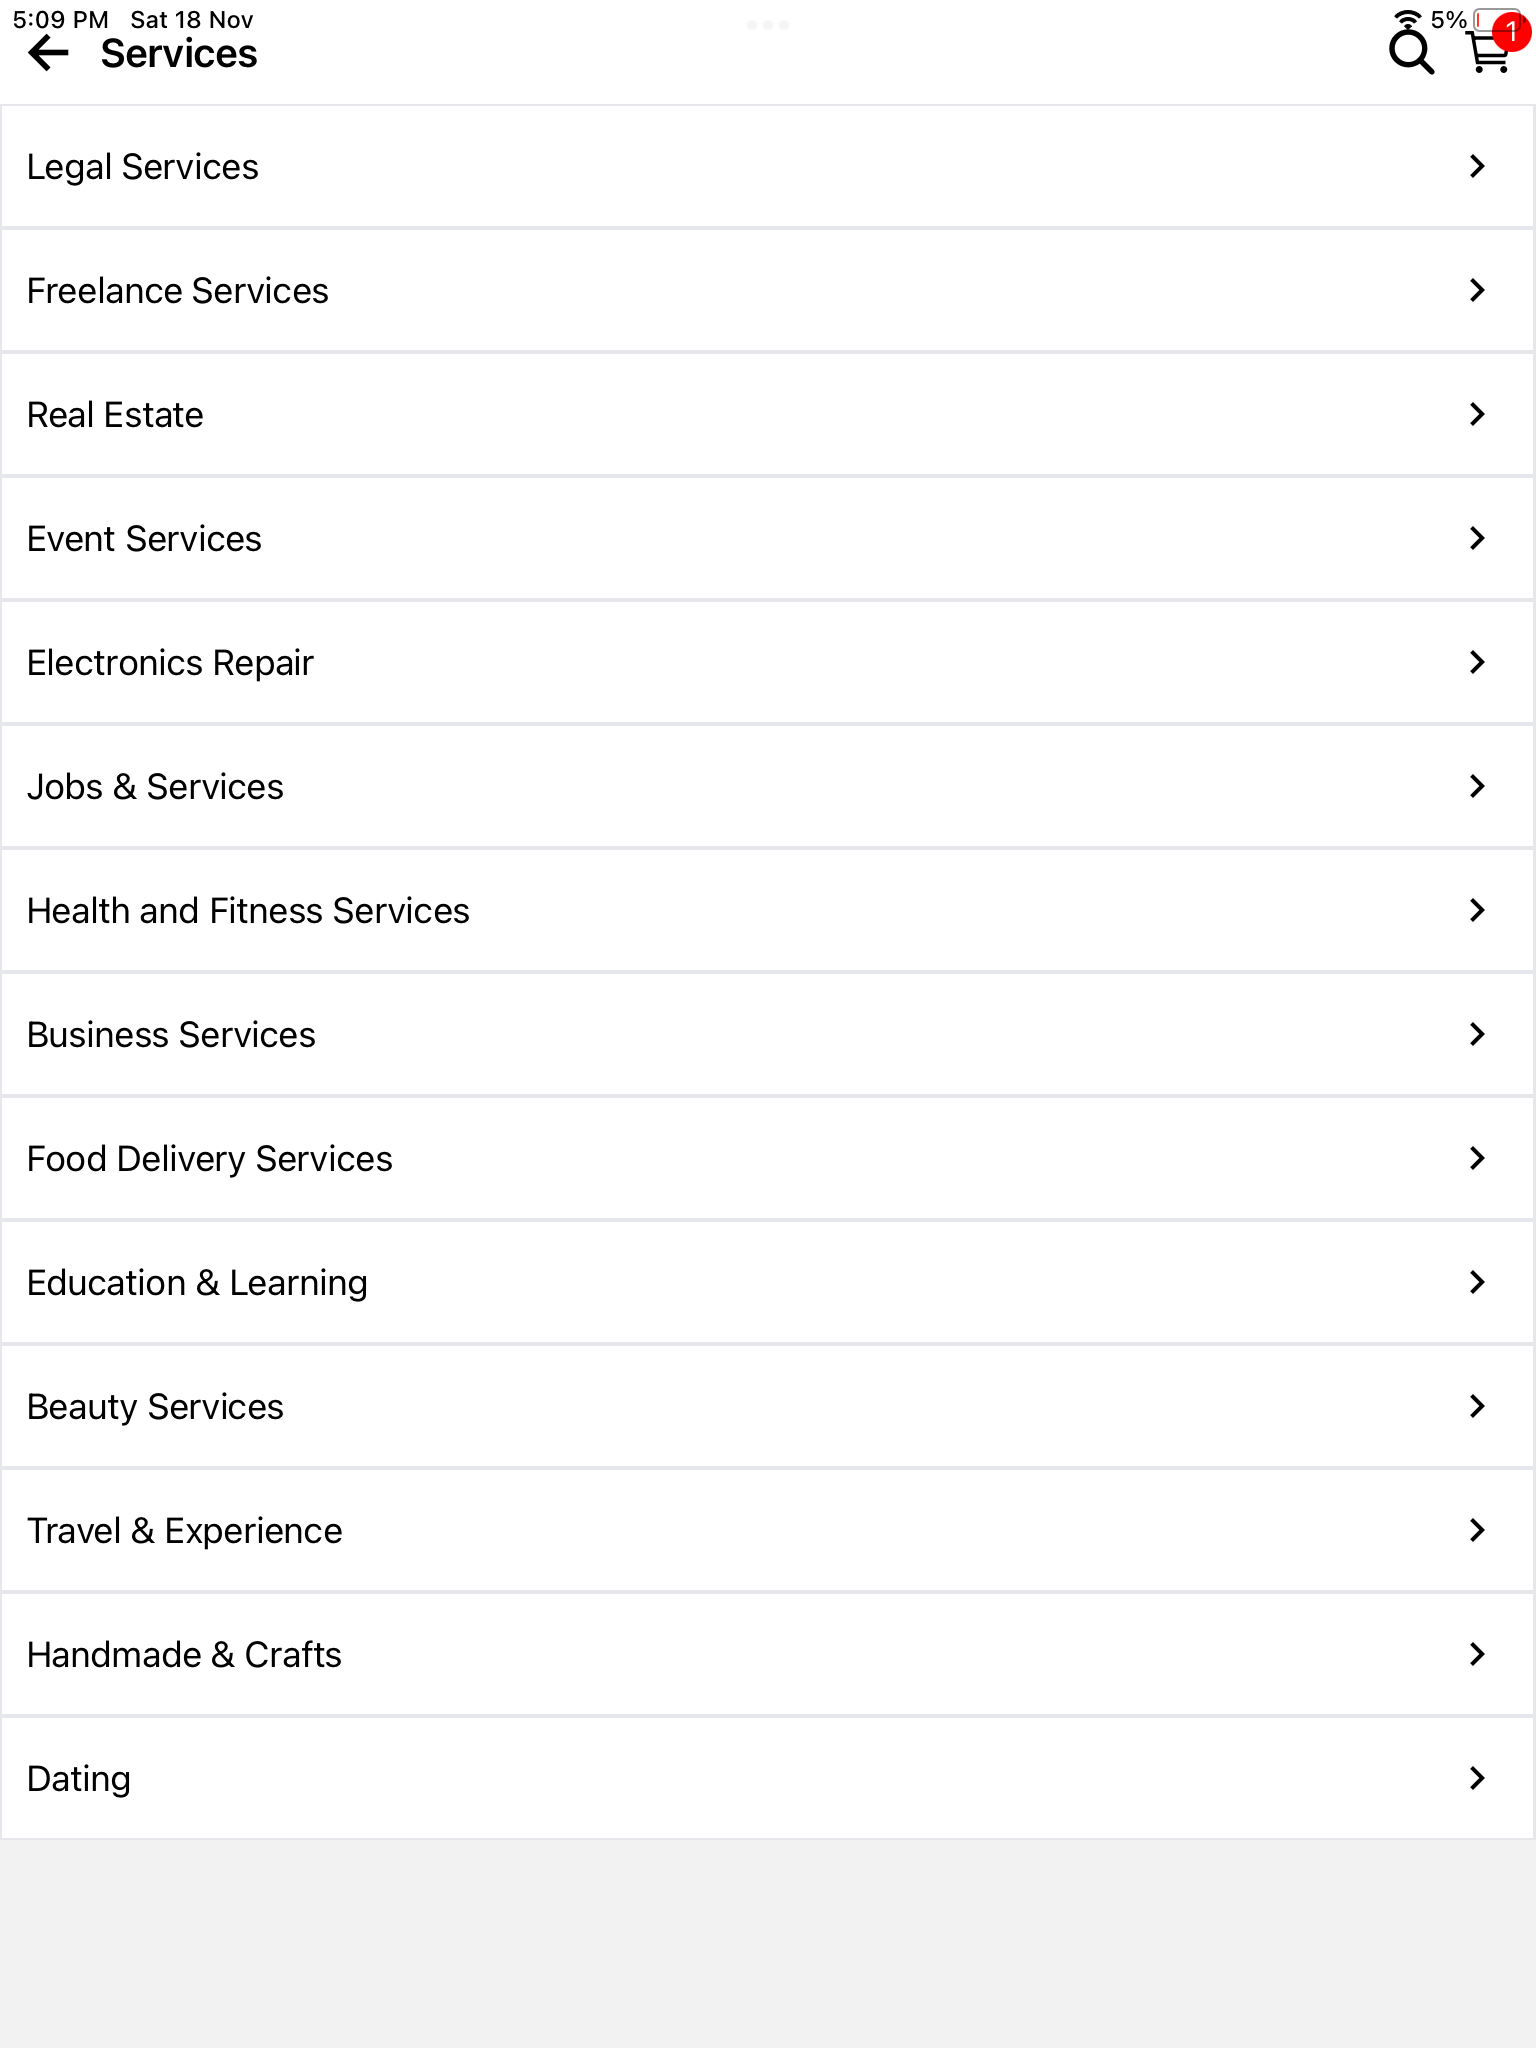 5:09 PM Sat 18 Nov 5%
1
Services
Legal Services
Freelance Services
Real Estate
Event Services
Electronics Repair
Jobs & Services
Health and Fitness Services
Business Services
Food Delivery Services
Education & Learning
Beauty Services
Travel & Experience
Handmade & Crafts
Dating